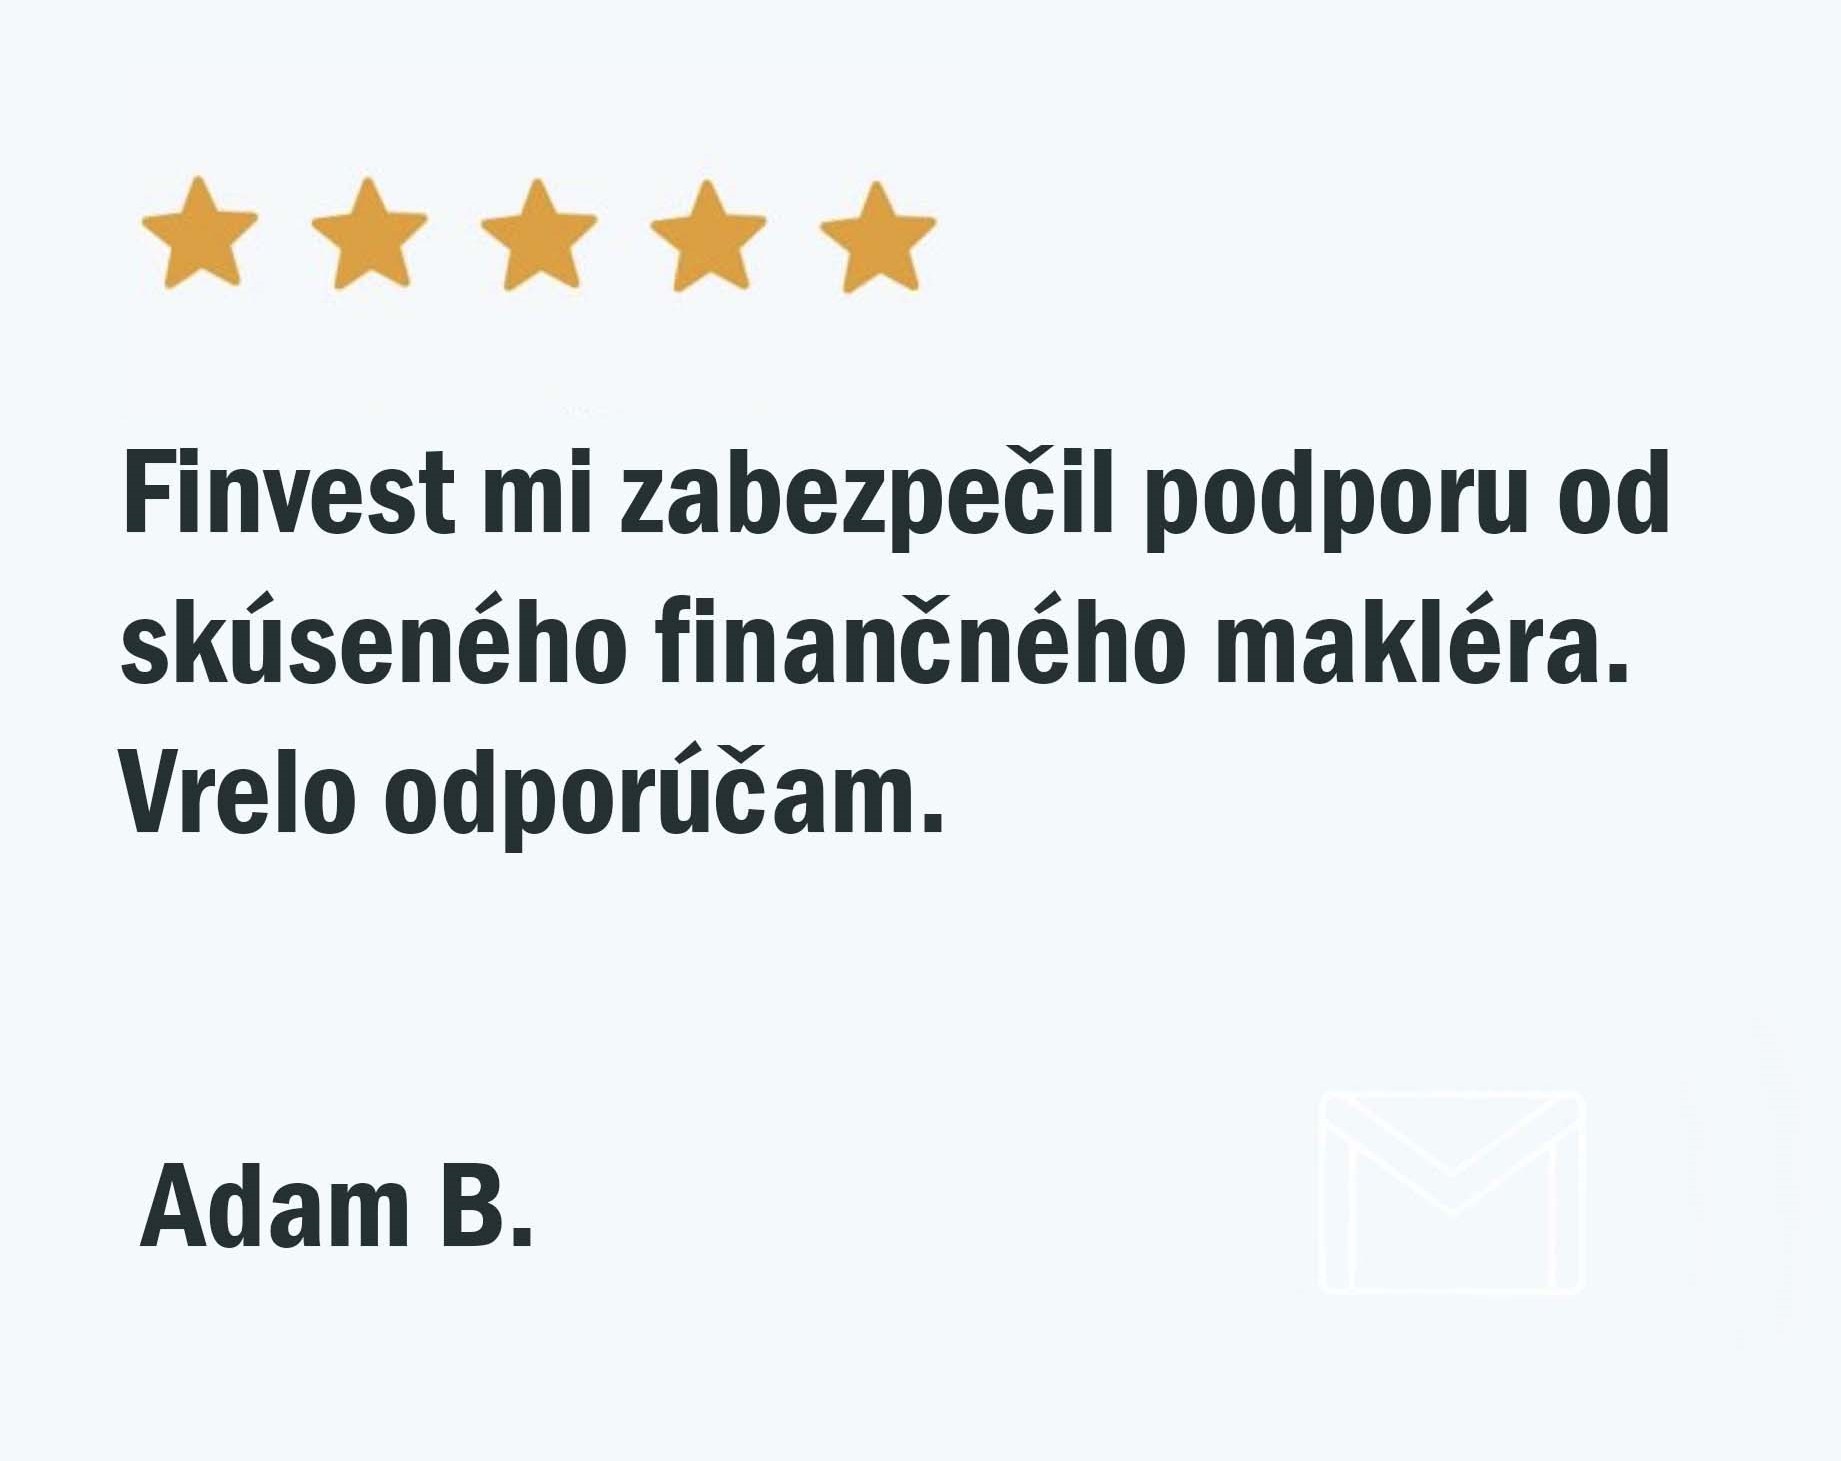 Finvest mi zabezpečil podporu od
skúseného finančného makléra.
Vrelo odporúčam.
Adam B.